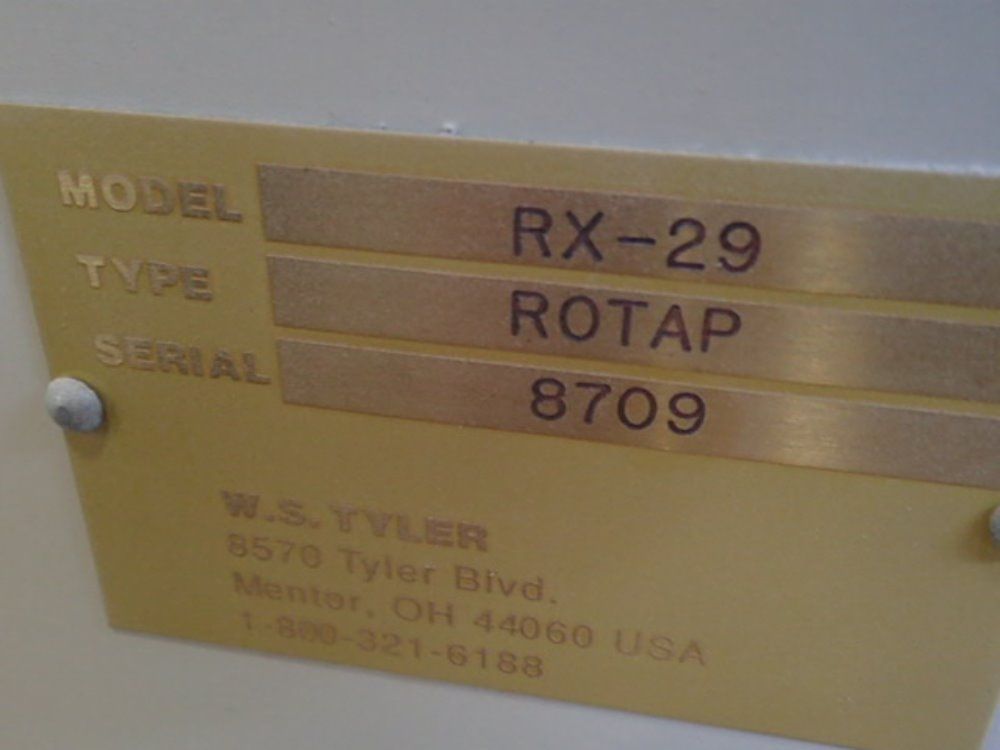 MODEL RX-29
TYPE ROTAP
SERIAL 8709
W.S. TYLER
8570 Tyler Blvd.
Mentor, OH 44060 USA
1-800-321-6188